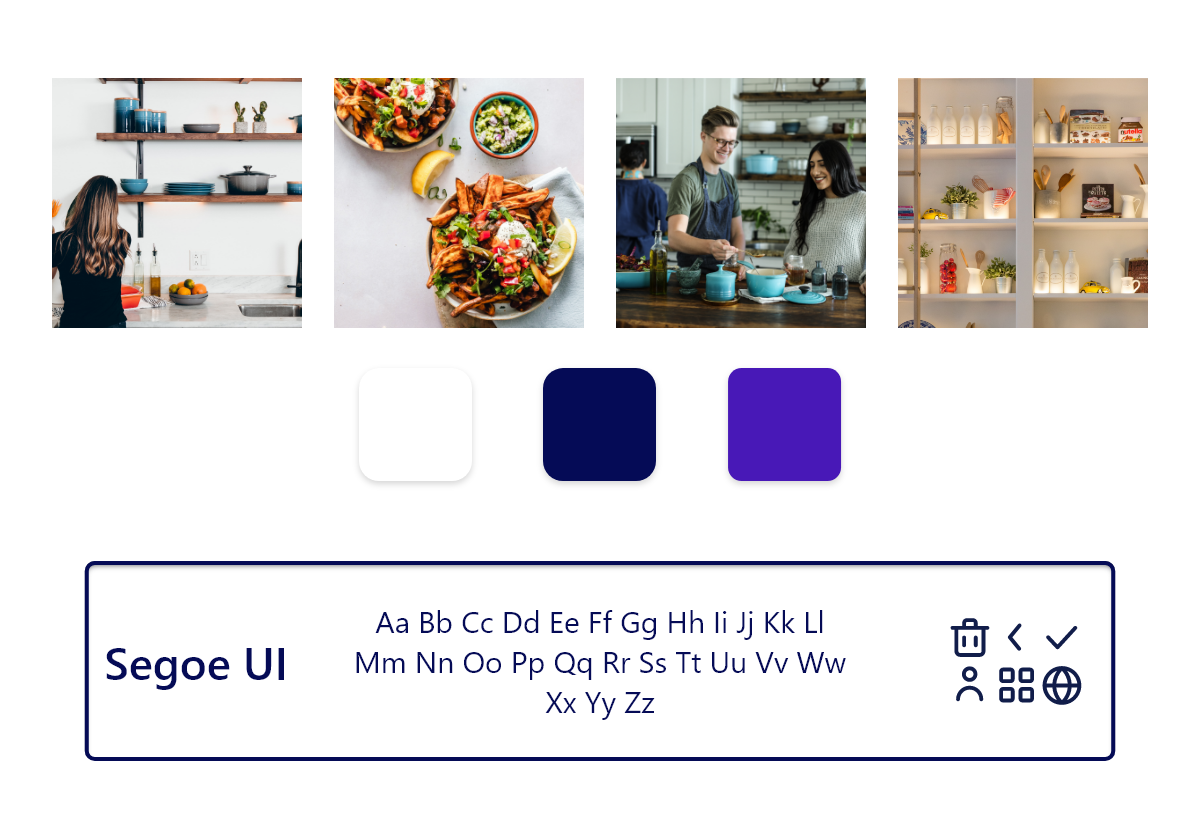 nutella
Segoe UI
Aa Bb Cc Dd Ee Ff Gg Hh Ii Jj Kk Ll
Mm Nn Oo Pp Qq Rr Ss Tt Uu Vv Ww
Xx Yy Zz